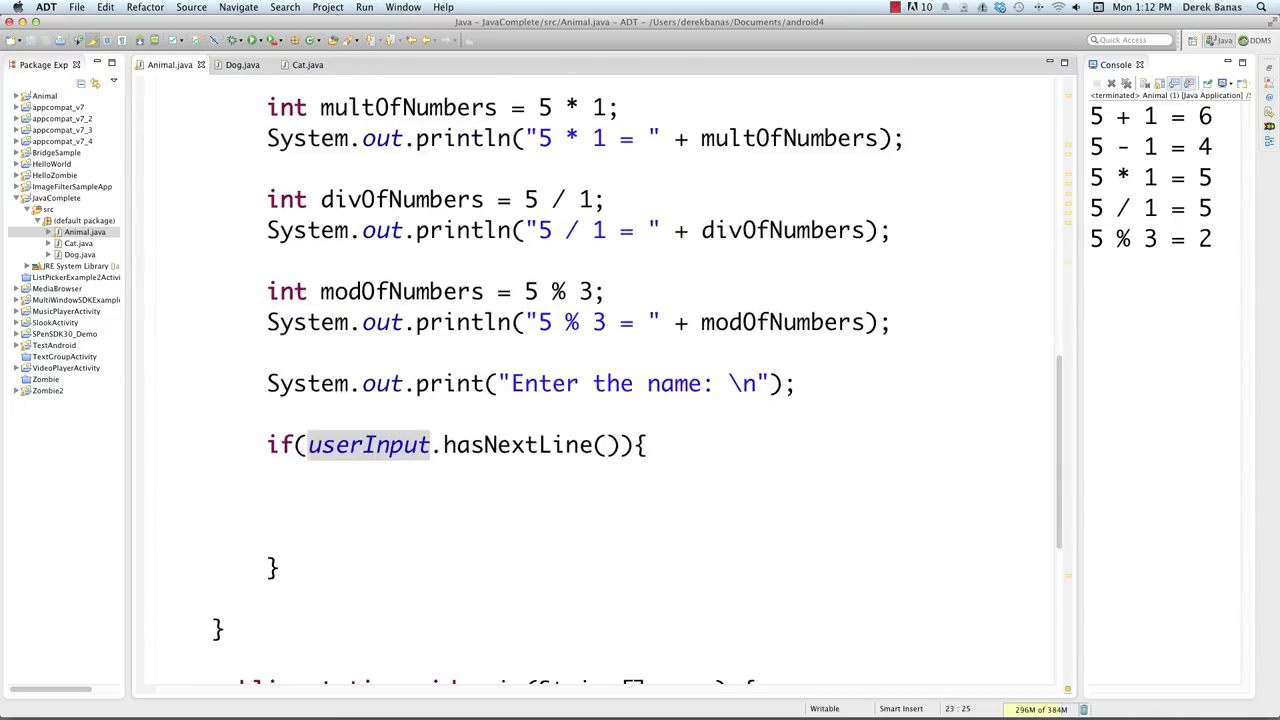 ADT File Edit Refactor Source Navigate Search Project Run Window Help 10 Mon 1:12 PM Derek Banas
Java – JavaComplete/src/Animal.java – ADT – /Users/derekbanas/Documents/android4
Quick Access Java DDMS
Package Exp
Animal.java Dog.java Cat.java
Console
<terminated> Animal (1) [Java Application] /S
Animal
appcompat_v7
appcompat_v7_2
appcompat_v7_3
appcompat_v7_4
BridgeSample
HelloWorld
HelloZombie
ImageFilterSampleApp
JavaComplete
src
(default package)
Animal.java
Cat.java
Dog.java
JRE System Library [Ja
ListPickerExample2Activi
MediaBrowser
MultiWindowSDKExample
MusicPlayerActivity
SlookActivity
SPenSDK30_Demo
TestAndroid
TextGroupActivity
VideoPlayerActivity
Zombie
Zombie2
int multOfNumbers = 5 * 1;
System.out.println("5 * 1 = " + multOfNumbers);
int divOfNumbers = 5 / 1;
System.out.println("5 / 1 = " + divOfNumbers);
int modOfNumbers = 5 % 3;
System.out.println("5 % 3 = " + modOfNumbers);
System.out.print("Enter the name: \n");
if(userInput.hasNextLine()){
}
}
5 + 1 = 6
5 - 1 = 4
5 * 1 = 5
5 / 1 = 5
5 % 3 = 2
Writable Smart Insert 23 : 25 296M of 384M